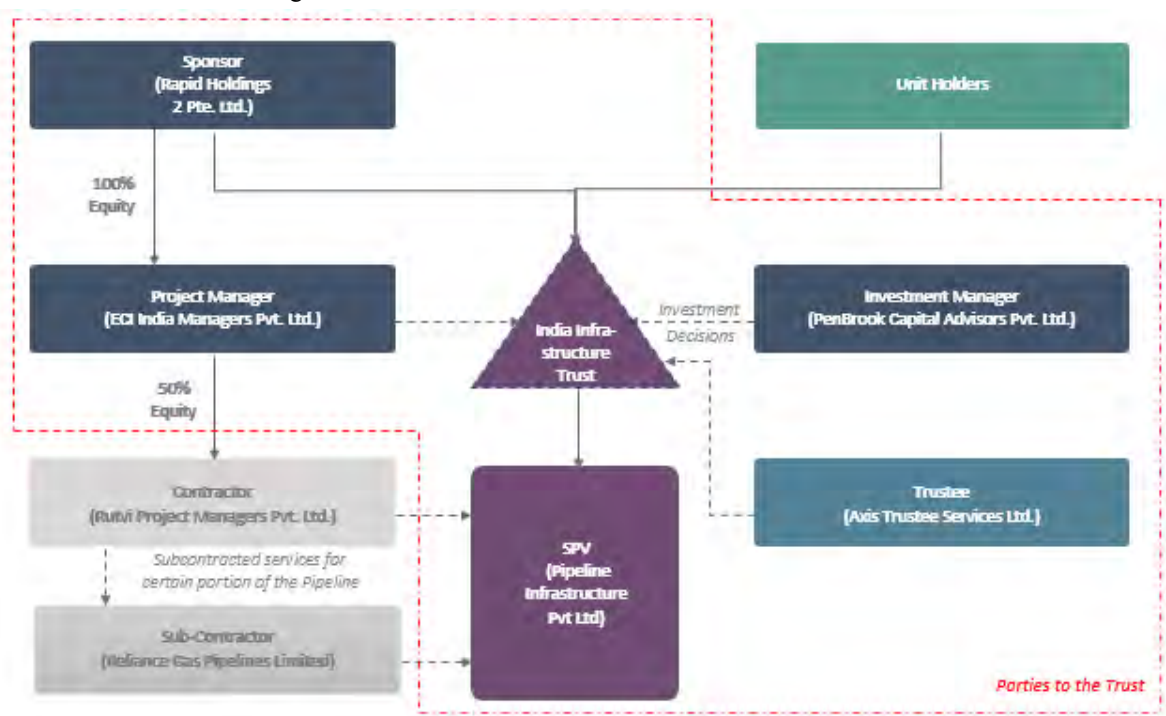 Sponsor
(Rapid Holdings
2 Pte. Ltd.)
Unit Holders
100%
Equity
Project Manager
(ECI India Managers Pvt. Ltd.)
India Infra-
structure
Trust
Investment
Decisions
Investment Manager
(PenBrook Capital Advisors Pvt. Ltd.)
50%
Equity
Contractor
(Rutvi Project Managers Pvt. Ltd.)
Trustee
(Axis Trustee Services Ltd.)
Subcontracted services for
certain portion of the Pipeline
SPV
(Pipeline
Infrastructure
Pvt Ltd)
Sub-Contractor
(Reliance Gas Pipelines Limited)
Parties to the Trust